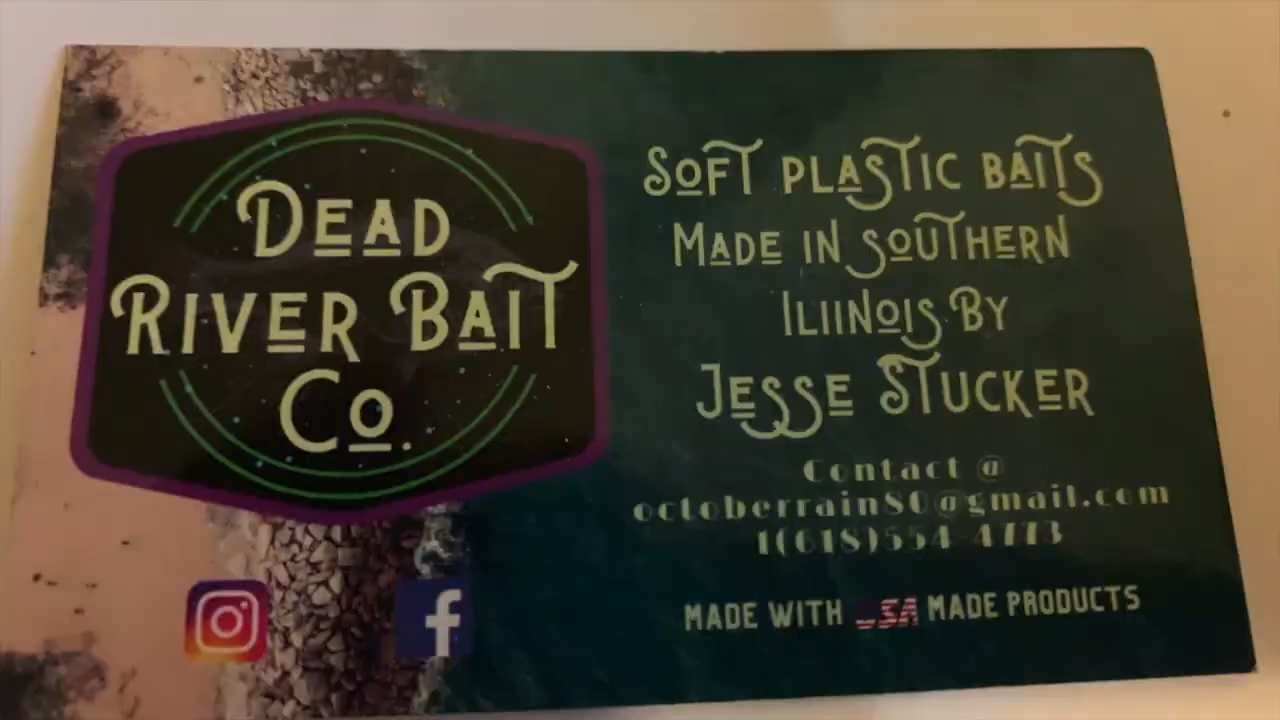 DEAD
RIVER BAIT
CO.
SOFT PLASTIC BAITS
MADE IN SOUTHERN
ILIINOIS BY
JESSE STUCKER
Contact @
octoberrain80@gmail.com
1(618)554-4773
MADE WITH USA MADE PRODUCTS